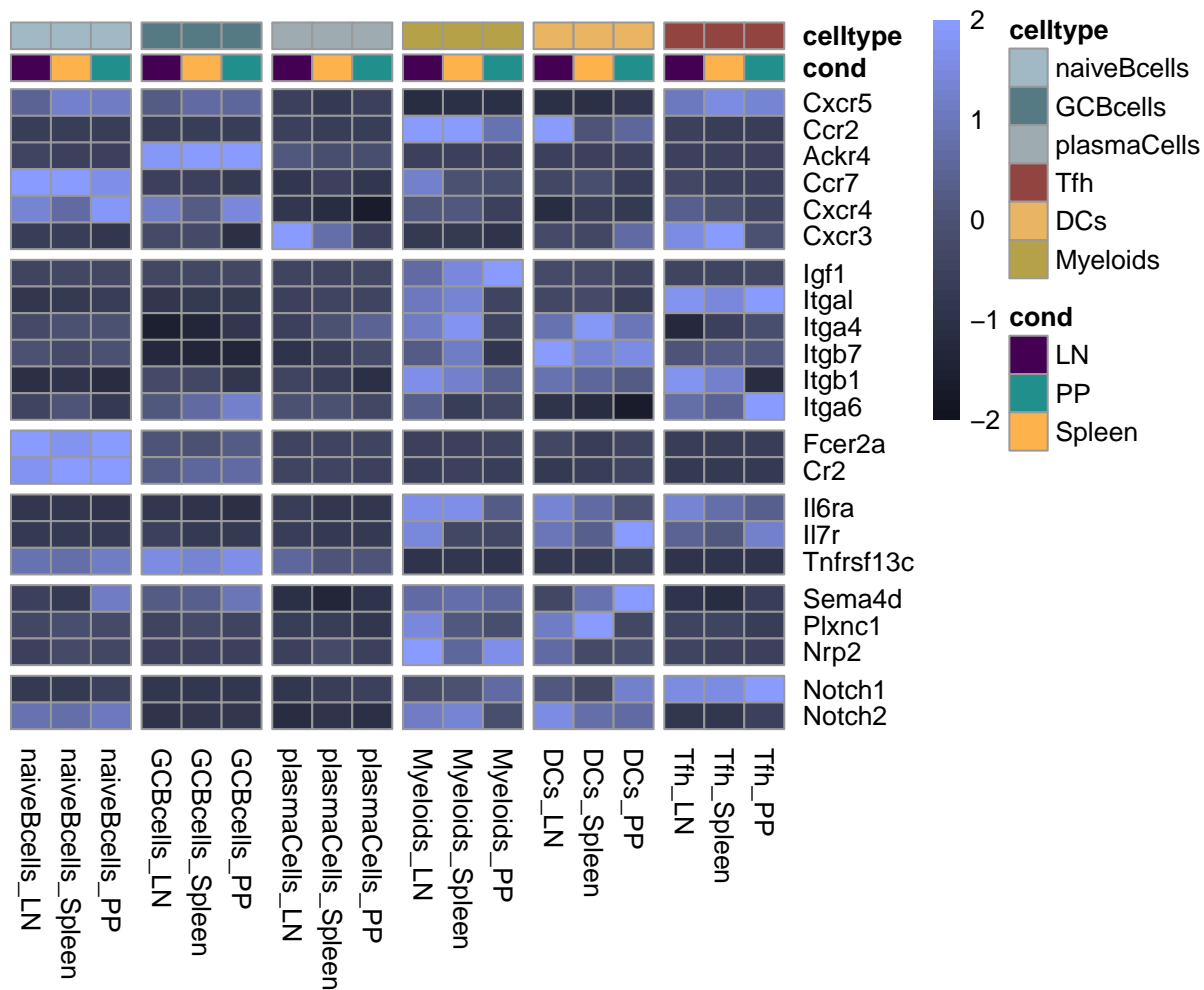 celltype
cond
Cxcr5
Ccr2
Ackr4
Ccr7
Cxcr4
Cxcr3
Igf1
Itgal
Itga4
Itgb7
Itgb1
Itga6
Fcer2a
Cr2
Il6ra
Il7r
Tnfrsf13c
Sema4d
Plxnc1
Nrp2
Notch1
Notch2
naiveBcells_LN
naiveBcells_Spleen
naiveBcells_PP
GCBcells_LN
GCBcells_Spleen
GCBcells_PP
plasmaCells_LN
plasmaCells_Spleen
plasmaCells_PP
Myeloids_LN
Myeloids_Spleen
Myeloids_PP
DCs_LN
DCs_Spleen
DCs_PP
Tfh_LN
Tfh_Spleen
Tfh_PP
2
1
0
−1
−2
celltype
naiveBcells
GCBcells
plasmaCells
Tfh
DCs
Myeloids
cond
LN
PP
Spleen